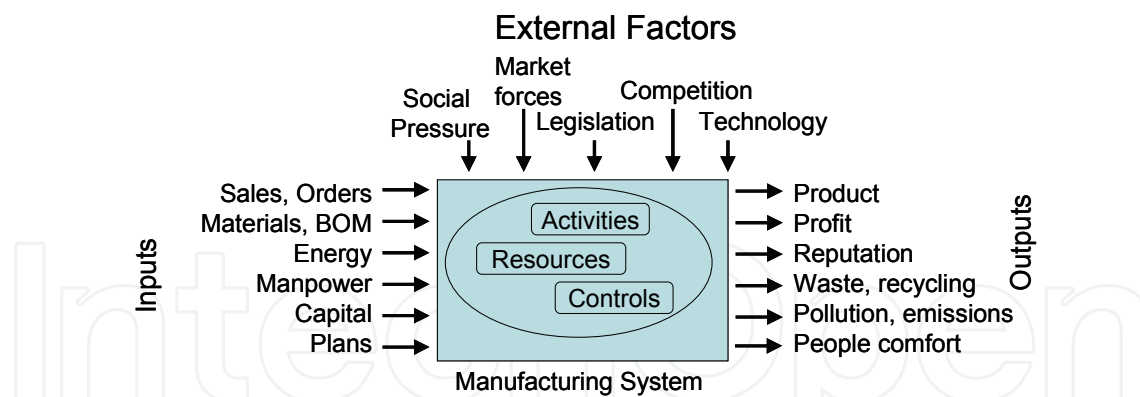 External Factors
Market
forces
Social
Pressure
Legislation
Competition
Technology
Inputs
Sales, Orders
Materials, BOM
Energy
Manpower
Capital
Plans
Activities
Resources
Controls
Product
Profit
Reputation
Waste, recycling
Pollution, emissions
People comfort
Outputs
Manufacturing System
IntechOpen